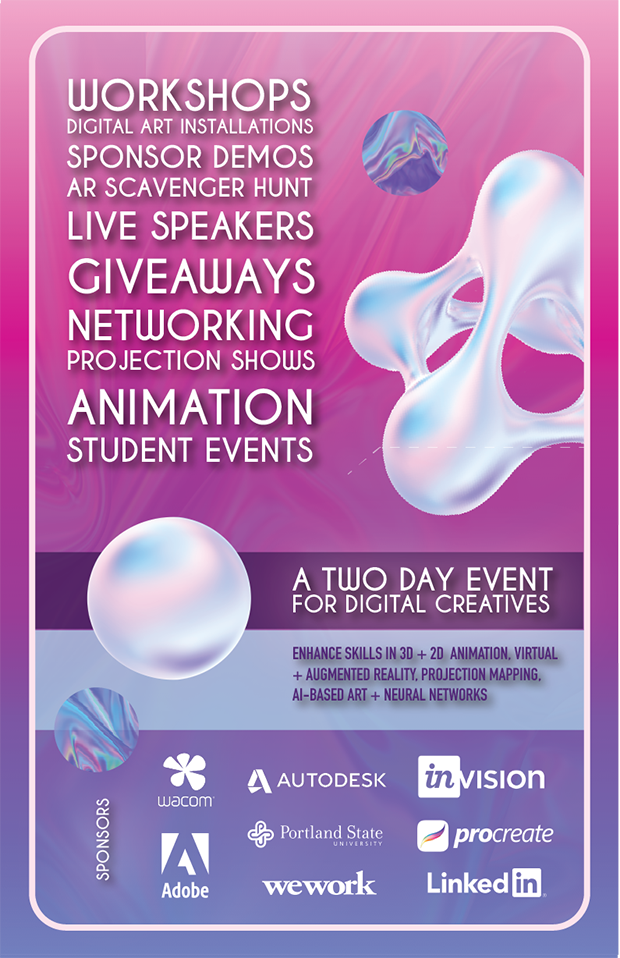 WORKSHOPS
DIGITAL ART INSTALLATIONS
SPONSOR DEMOS
AR SCAVENGER HUNT
LIVE SPEAKERS
GIVEAWAYS
NETWORKING
PROJECTION SHOWS
ANIMATION
STUDENT EVENTS
A TWO DAY EVENT
FOR DIGITAL CREATIVES
ENHANCE SKILLS IN 3D + 2D ANIMATION, VIRTUAL
+ AUGMENTED REALITY, PROJECTION MAPPING,
AI-BASED ART + NEURAL NETWORKS
SPONSORS
wacom
AUTODESK
inVISION
Adobe
Portland State
UNIVERSITY
procreate
wework
Linked in